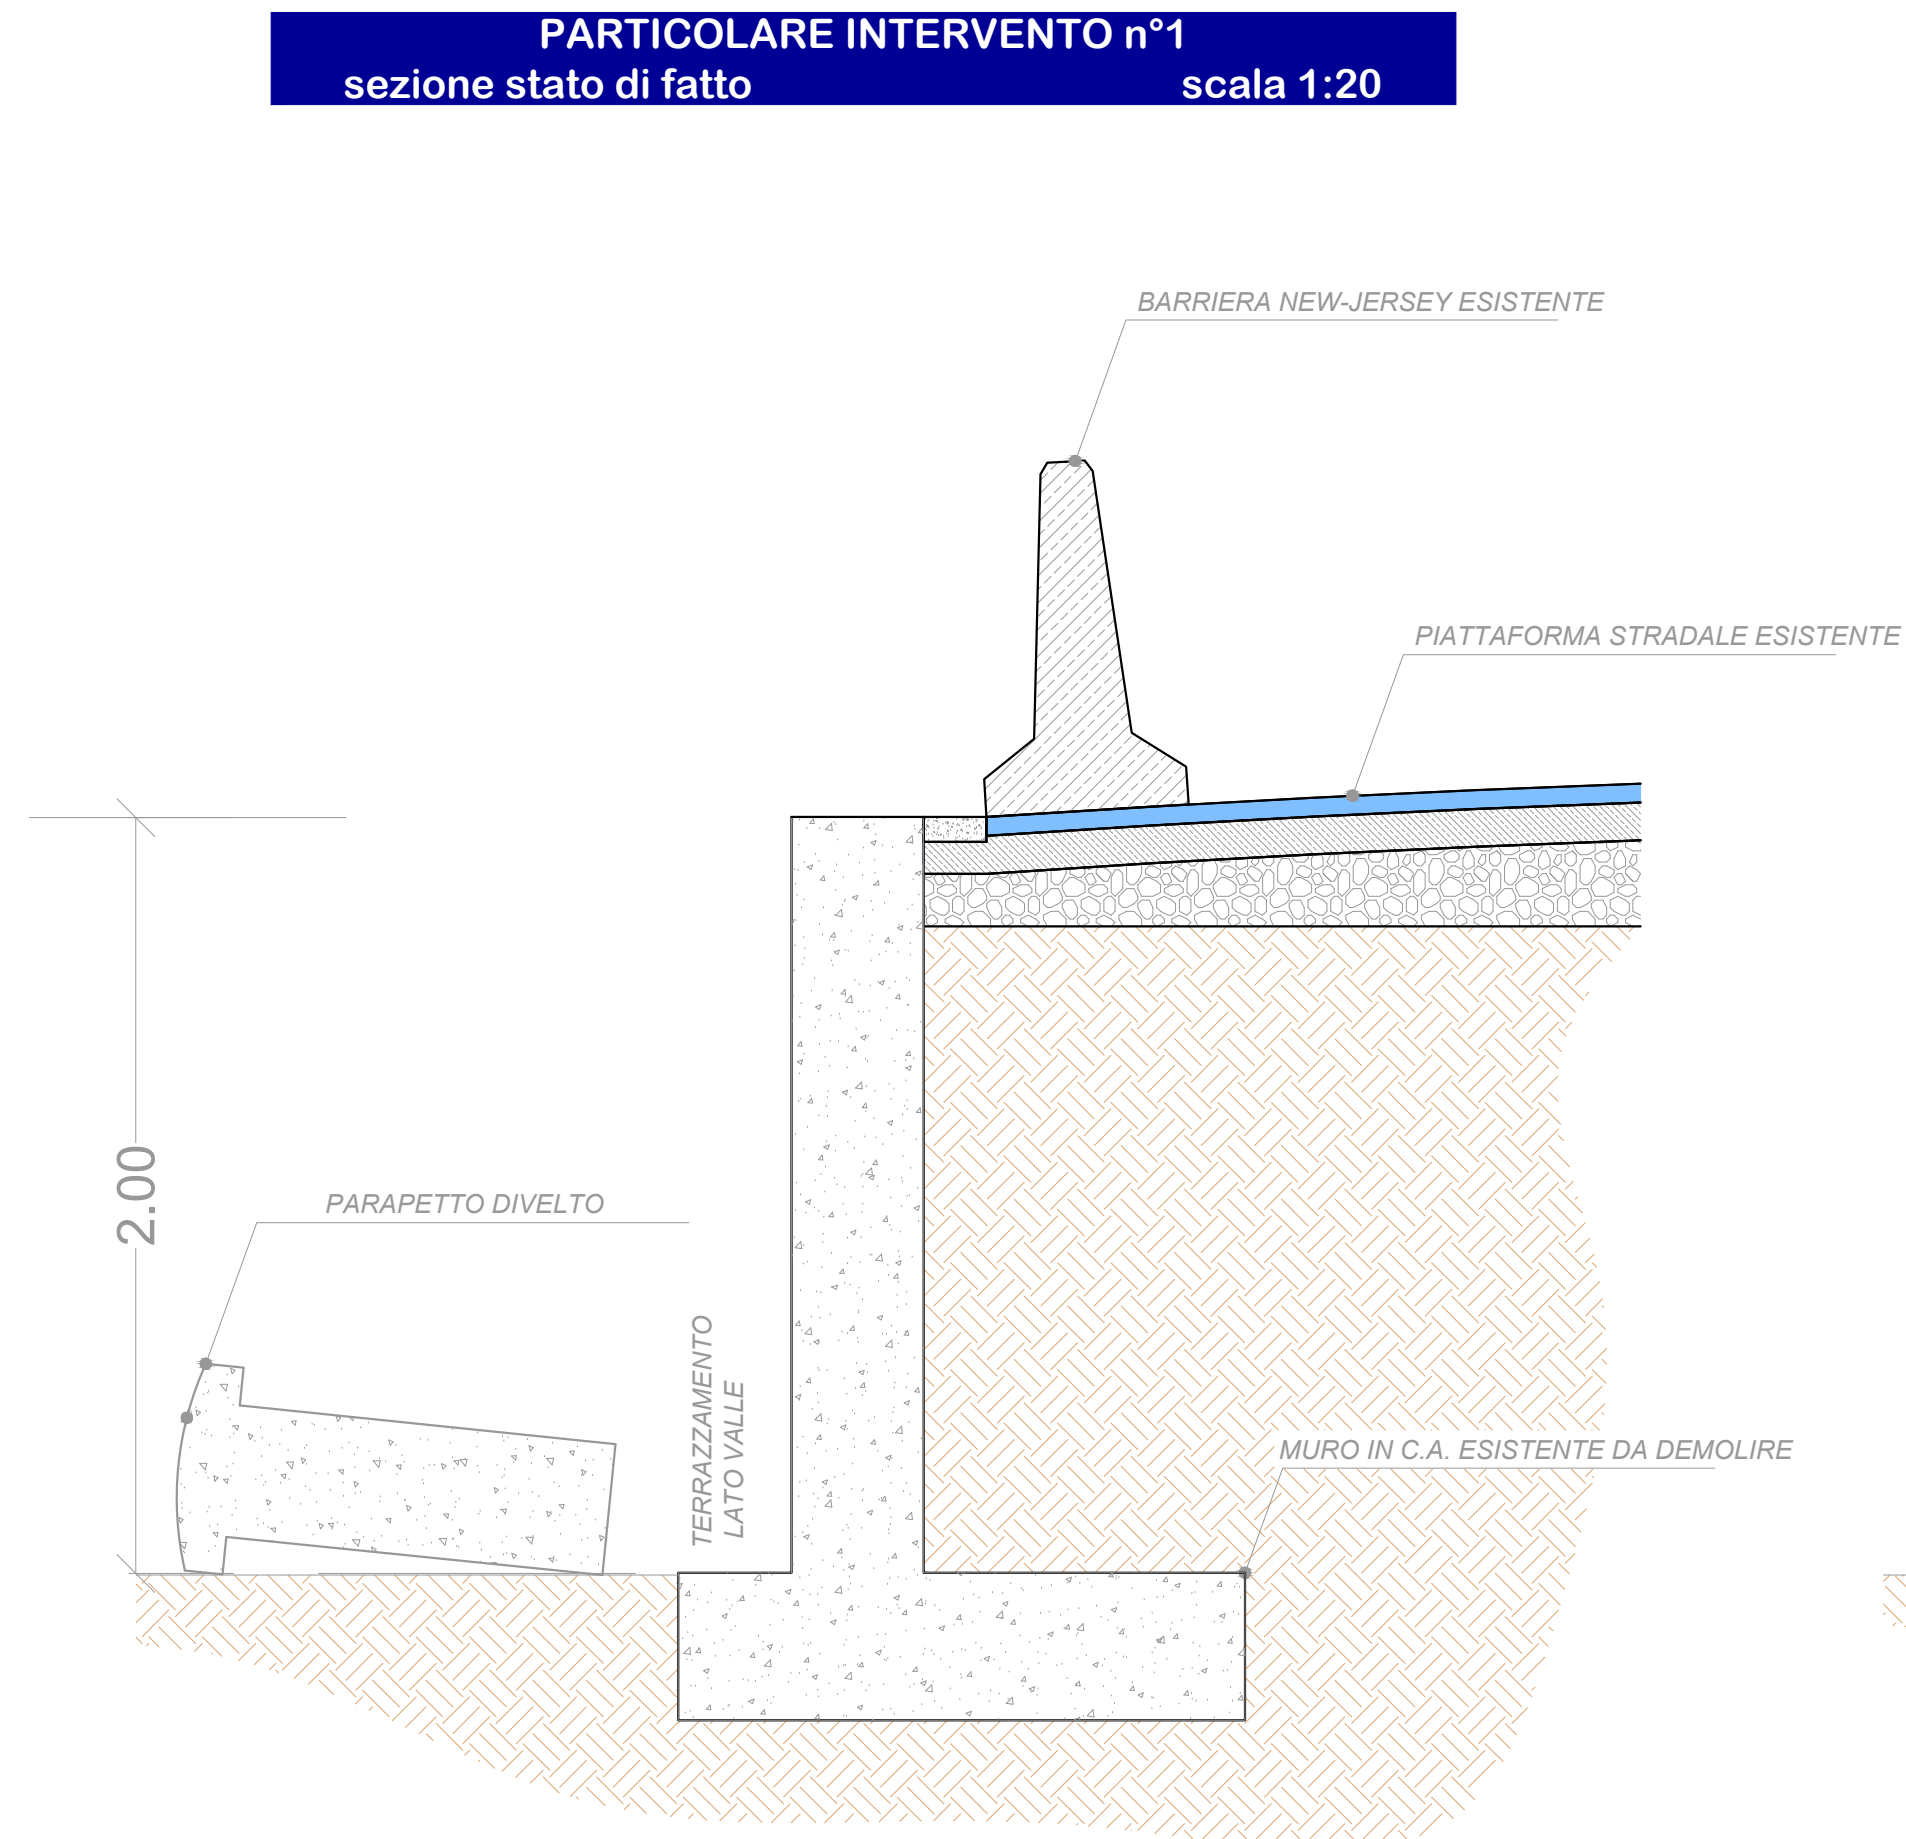 PARTICOLARE INTERVENTO n°1
sezione stato di fatto scala 1:20
BARRIERA NEW-JERSEY ESISTENTE
PIATTAFORMA STRADALE ESISTENTE
2.00
PARAPETTO DIVELTO
TERRAZZAMENTO
LATO VALLE
MURO IN C.A. ESISTENTE DA DEMOLIRE